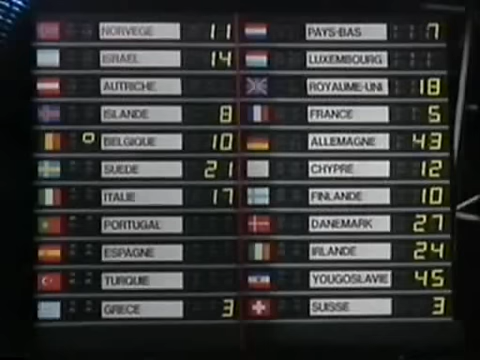 NORVEGE 11
ISRAEL 14
AUTRICHE
ISLANDE 8
BELGIQUE 10
SUEDE 21
ITALIE 17
PORTUGAL
ESPAGNE
TURQUIE
GRECE 3
PAYS-BAS 7
LUXEMBOURG
ROYAUME-UNI 18
FRANCE 5
ALLEMAGNE 43
CHYPRE 12
FINLANDE 10
DANEMARK 27
IRLANDE 24
YOUGOSLAVIE 45
SUISSE 3